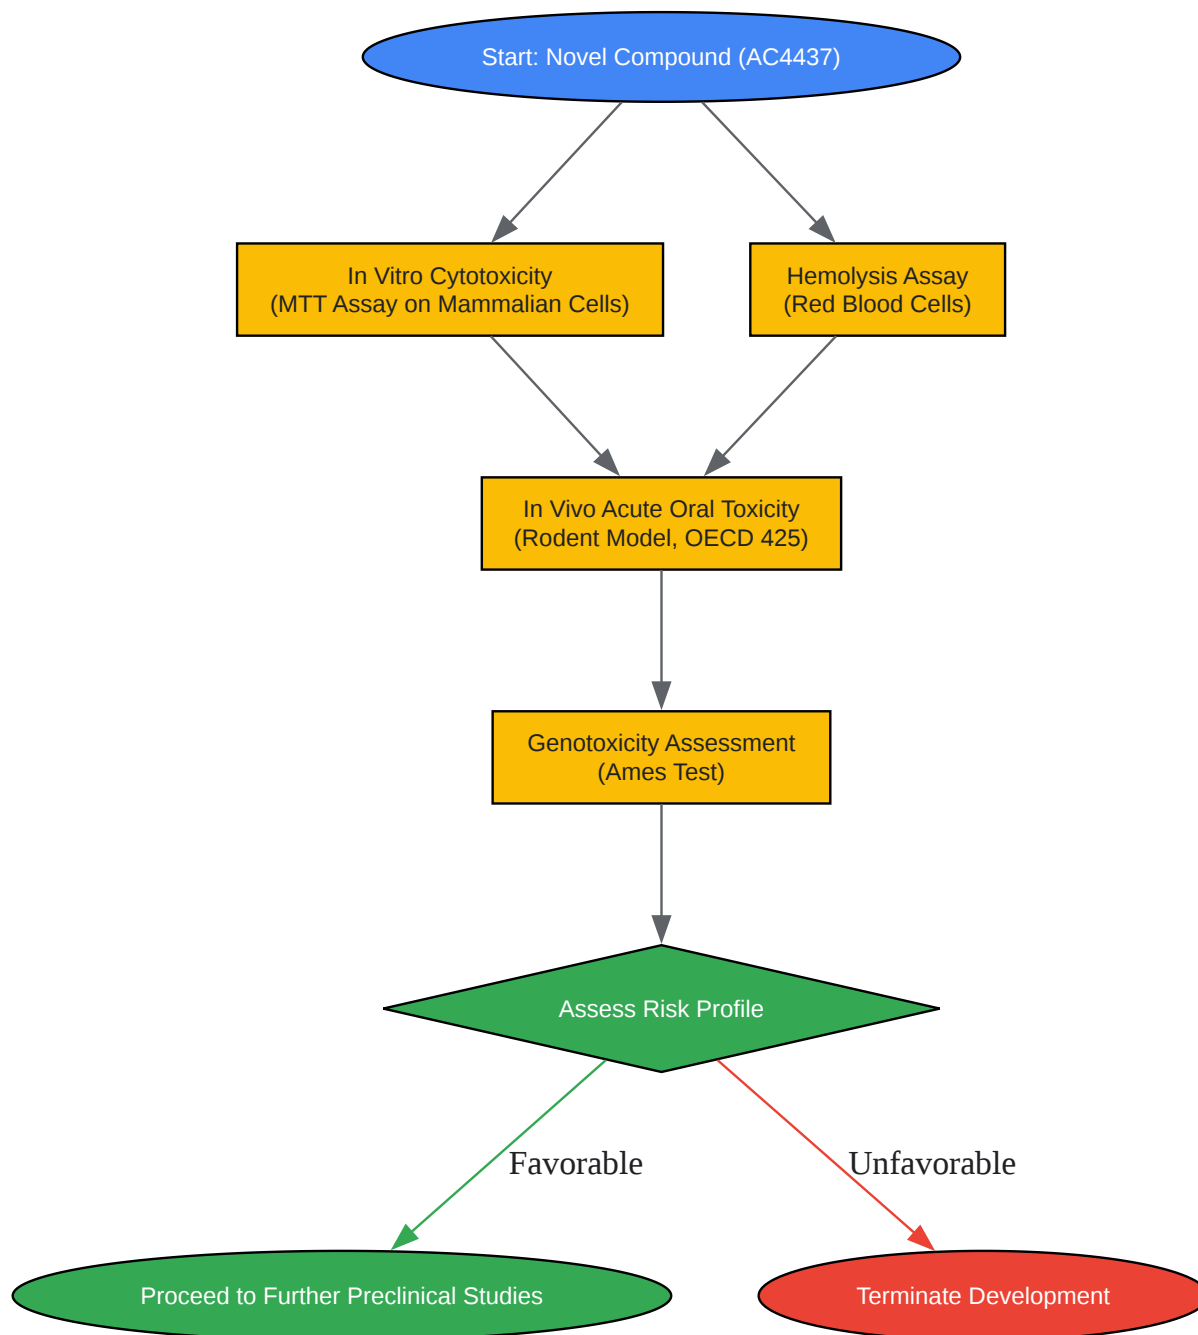 Start: Novel Compound (AC4437)
In Vitro Cytotoxicity
(MTT Assay on Mammalian Cells)
Hemolysis Assay
(Red Blood Cells)
In Vivo Acute Oral Toxicity
(Rodent Model, OECD 425)
Genotoxicity Assessment
(Ames Test)
Assess Risk Profile
Favorable
Unfavorable
Proceed to Further Preclinical Studies
Terminate Development